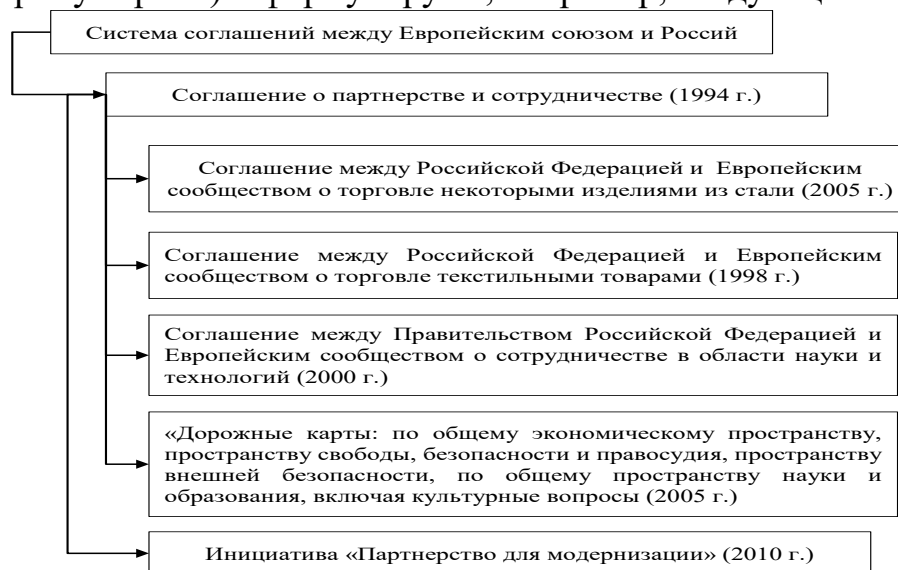 Система соглашений между Европейским союзом и Россий
Соглашение о партнерстве и сотрудничестве (1994 г.)
Соглашение между Российской Федерацией и Европейским
сообществом о торговле некоторыми изделиями из стали (2005 г.)
Соглашение между Российской Федерацией и Европейским
сообществом о торговле текстильными товарами (1998 г.)
Соглашение между Правительством Российской Федерацией и
Европейским сообществом о сотрудничестве в области науки и
технологий (2000 г.)
«Дорожные карты: по общему экономическому пространству,
пространству свободы, безопасности и правосудия, пространству
внешней безопасности, по общему пространству науки и
образования, включая культурные вопросы (2005 г.)
Инициатива «Партнерство для модернизации» (2010 г.)